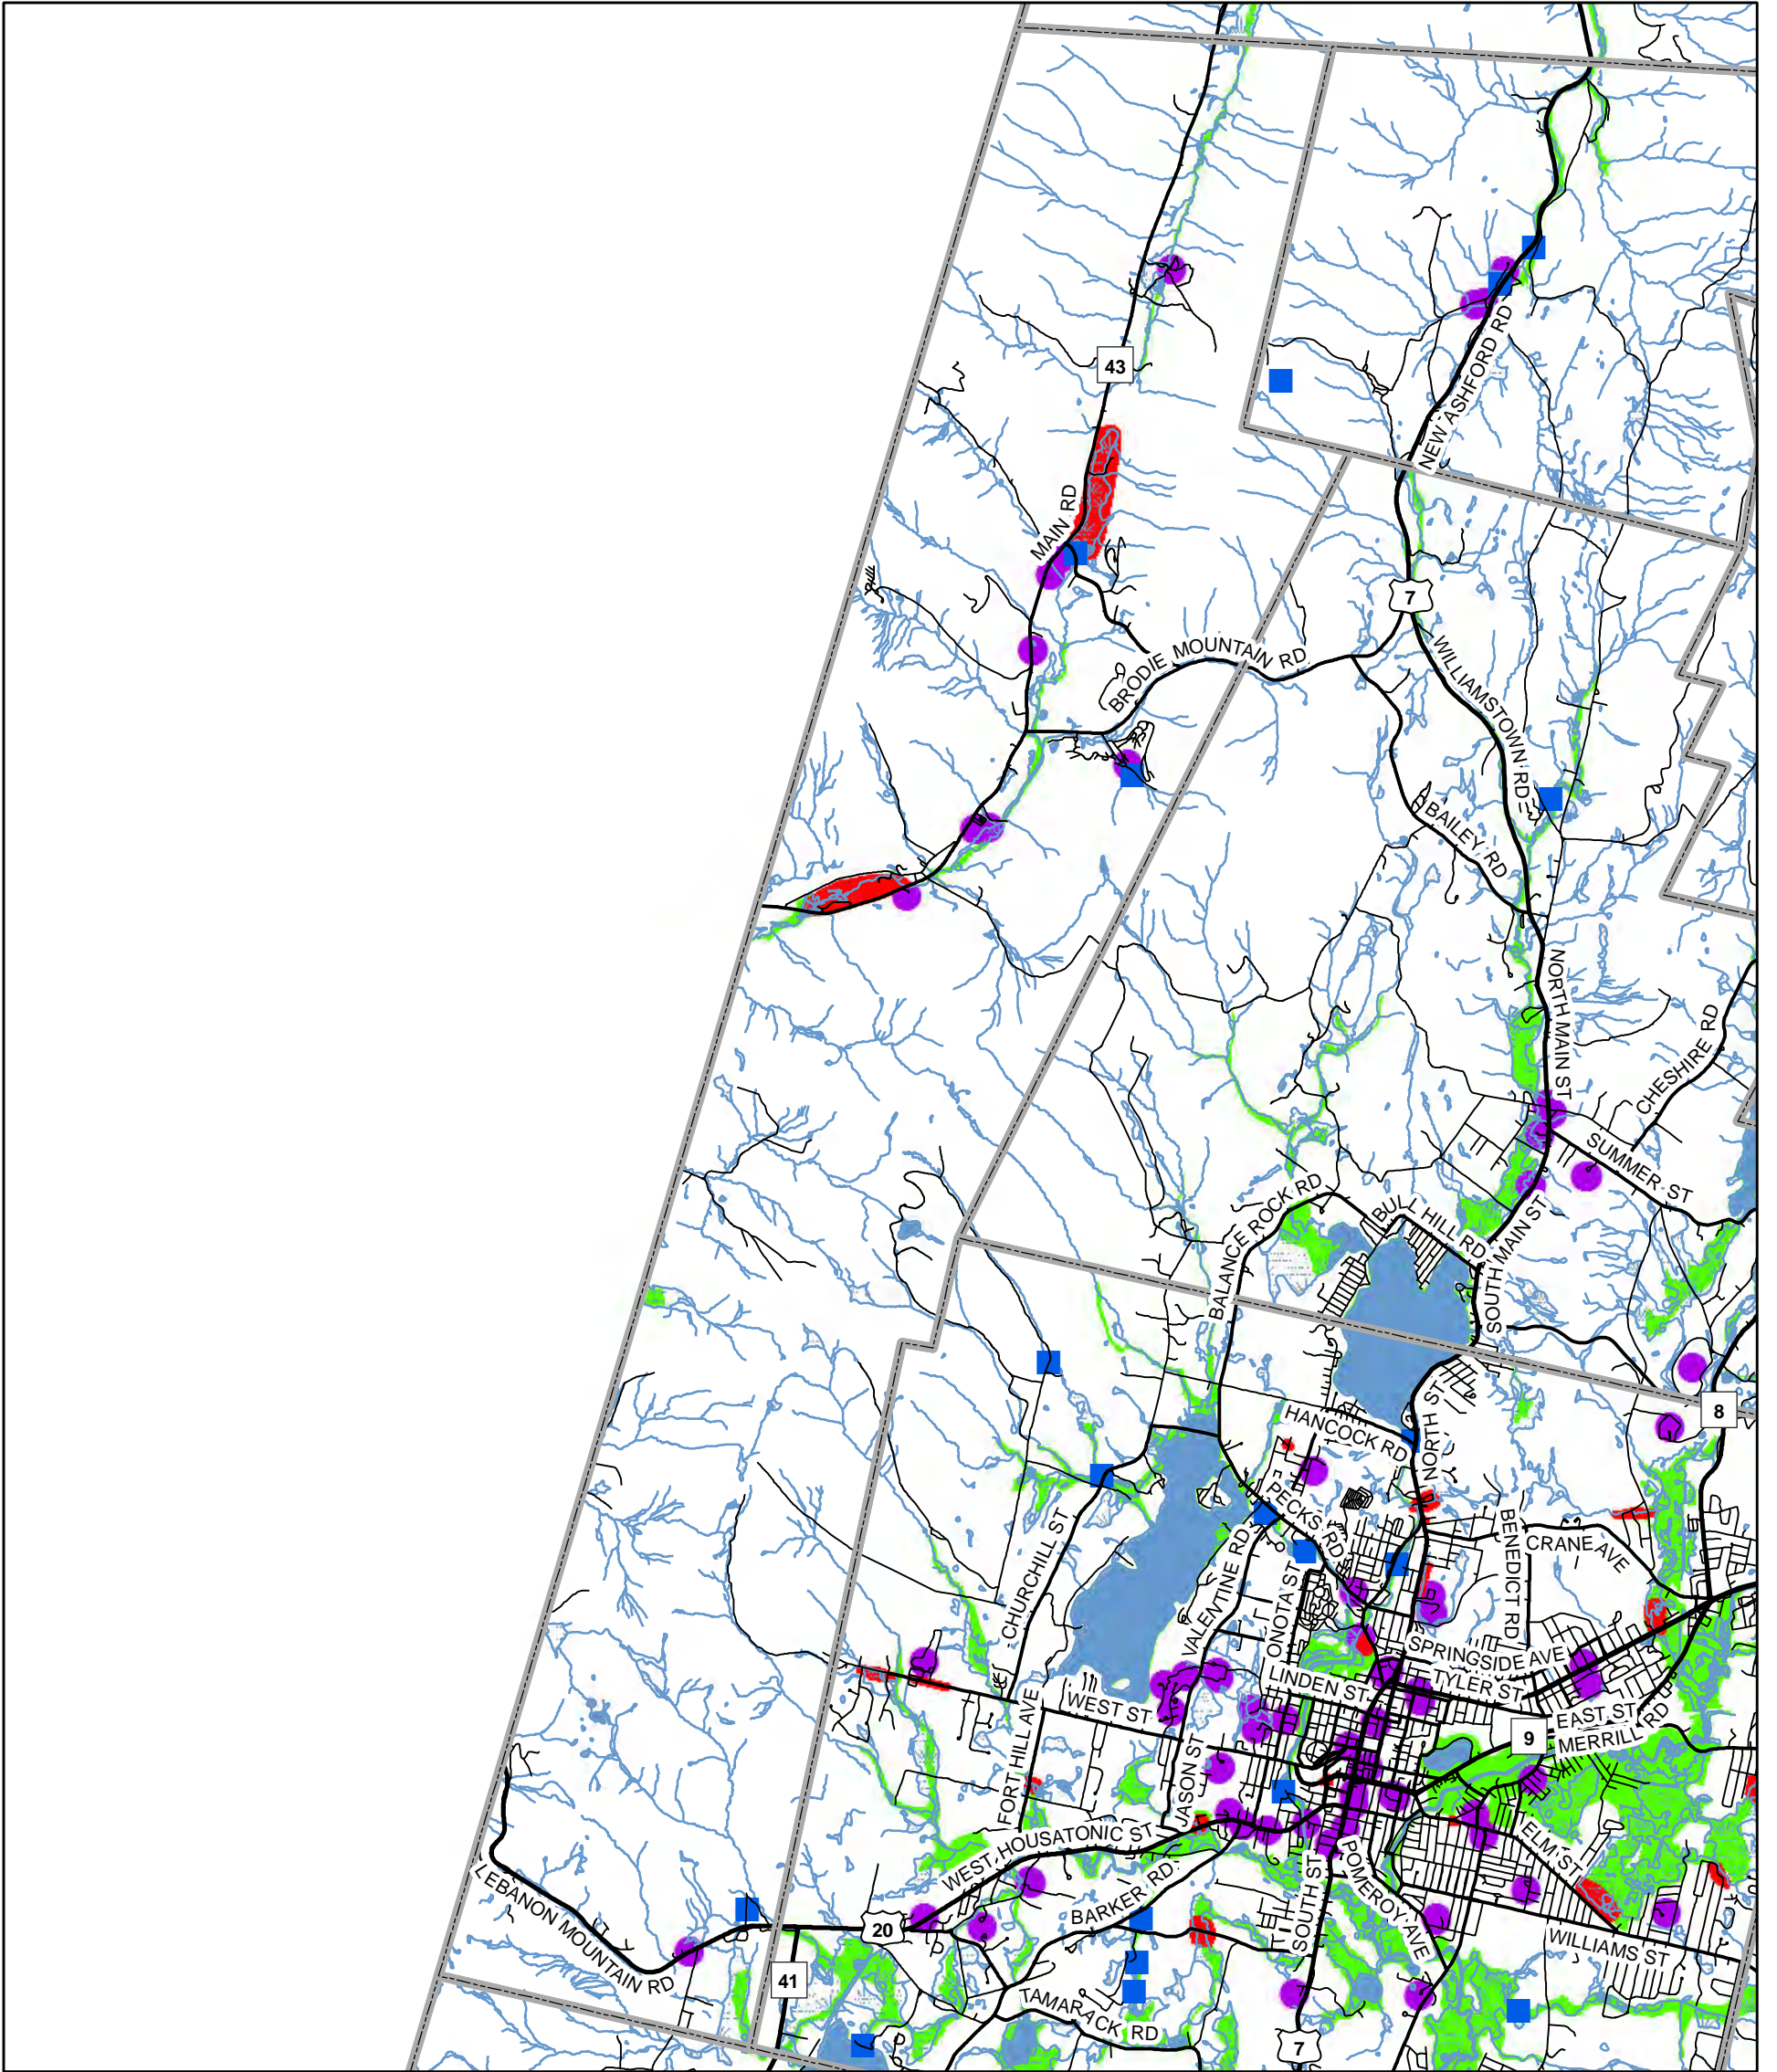 43
NEW ASHFORD RD
MAIN RD
7
BRODIE MOUNTAIN RD
WILLIAMSTOWN RD
BAILEY RD
NORTH MAIN ST
CHESHIRE RD
SUMMER ST
BALANCE ROCK RD
BULL HILL RD
SOUTH MAIN ST
8
NORTH ST
HANCOCK RD
PECKS RD
BENEDICT RD
CRANE AVE
CHURCHILL ST
VALENTINE RD
ONOTA ST
SPRINGSIDE AVE
TYLER ST
LINDEN ST
WEST ST
EAST ST
MERRILL RD
9
FORT HILL AVE
JASON ST
WEST HOUSATONIC ST
ELM ST
POMEROY AVE
LEBANON MOUNTAIN RD
BARKER RD
SOUTH ST
20
WILLIAMS ST
41
TAMARACK RD
7